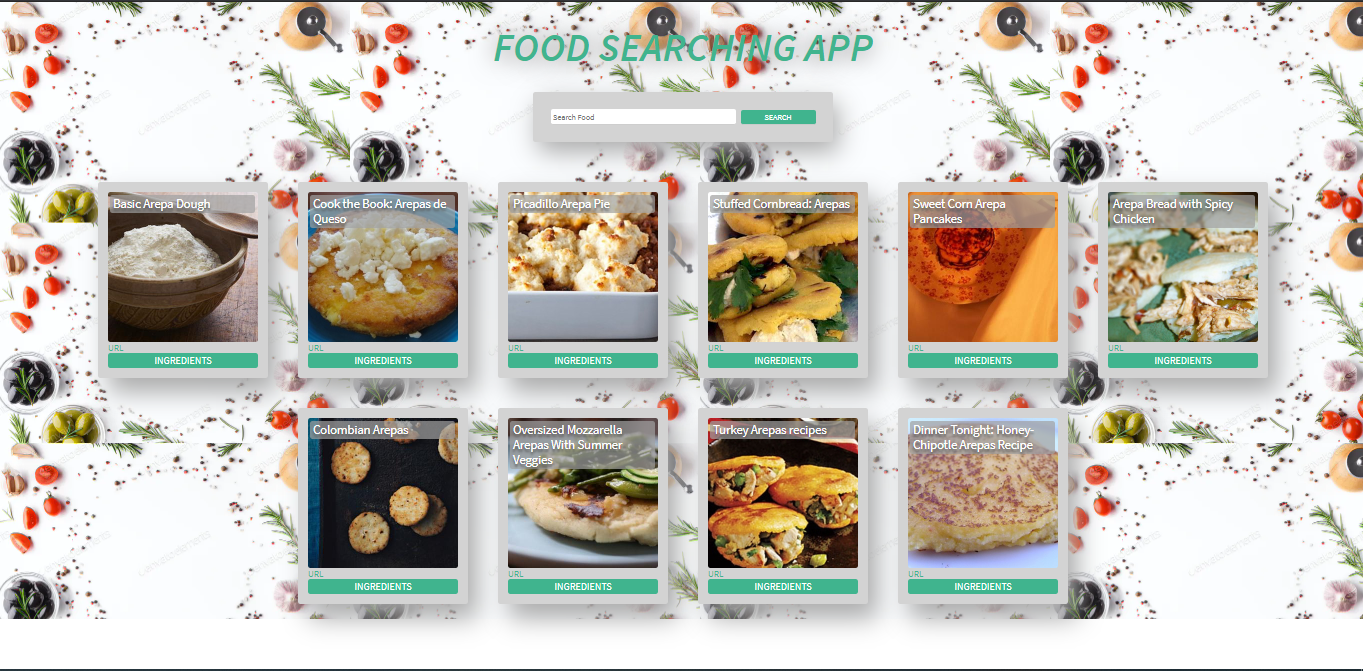 FOOD SEARCHING APP
Search Food
SEARCH
Basic Arepa Dough
URL
INGREDIENTS
Cook the Book: Arepas de
Queso
URL
INGREDIENTS
Picadillo Arepa Pie
URL
INGREDIENTS
Stuffed Cornbread: Arepas
URL
INGREDIENTS
Sweet Corn Arepa
Pancakes
URL
INGREDIENTS
Arepa Bread with Spicy
Chicken
URL
INGREDIENTS
Colombian Arepas
URL
INGREDIENTS
Oversized Mozzarella
Arepas With Summer
Veggies
URL
INGREDIENTS
Turkey Arepas recipes
URL
INGREDIENTS
Dinner Tonight: Honey-
Chipotle Arepas Recipe
URL
INGREDIENTS